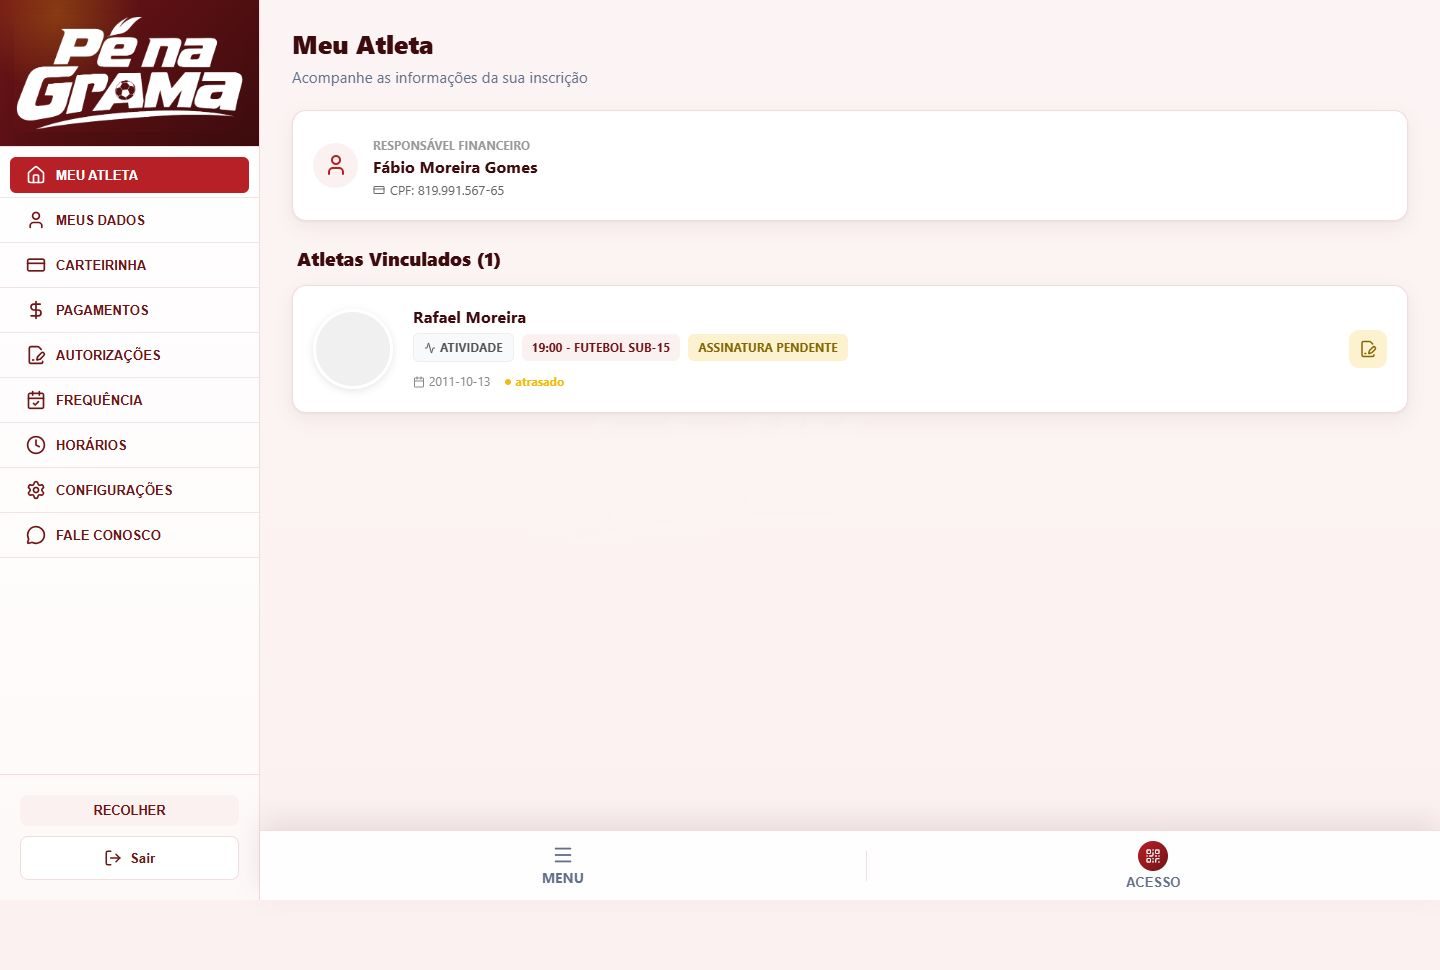 Pé na
Grama
MEU ATLETA
MEUS DADOS
CARTEIRINHA
PAGAMENTOS
AUTORIZAÇÕES
FREQUÊNCIA
HORÁRIOS
CONFIGURAÇÕES
FALE CONOSCO
RECOLHER
Sair
Meu Atleta
Acompanhe as informações da sua inscrição
RESPONSÁVEL FINANCEIRO
Fábio Moreira Gomes
CPF: 819.991.567-65
Atletas Vinculados (1)
Rafael Moreira
ATIVIDADE 19:00 - FUTEBOL SUB-15 ASSINATURA PENDENTE
2011-10-13 atrasado
MENU ACESSO